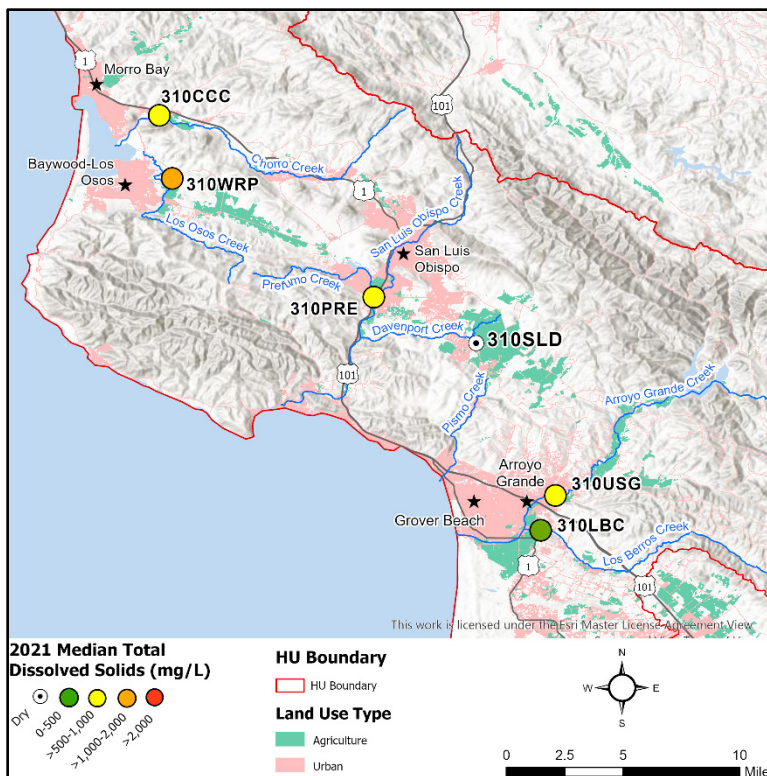 1
Morro Bay
310CCC
101
Chorro Creek
Baywood-Los
Osos
310WRP
1
San Luis Obispo Creek
Los Osos Creek
San Luis
Obispo
Prefumo Creek
310PRE
Davenport Creek
310SLD
101
Pismo Creek
Arroyo Grande Creek
Arroyo
Grande
310USG
Grover Beach
310LBC
Los Berros Creek
1
101
This work is licensed under the Esri Master License Agreement View
2021 Median Total
Dissolved Solids (mg/L)
Dry
0-500
>500-1,000
>1,000-2,000
>2,000
HU Boundary
HU Boundary
Land Use Type
Agriculture
Urban
N
W
E
S
0 2.5 5 10
Mile